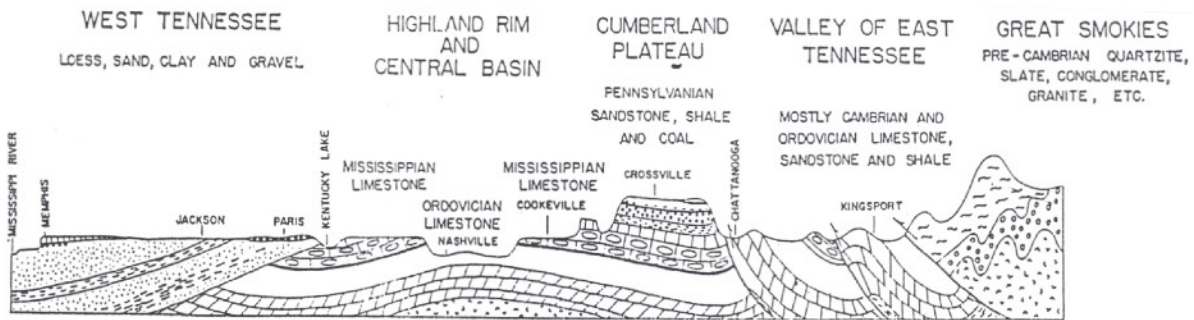 WEST TENNESSEE
LOESS, SAND, CLAY AND GRAVEL
HIGHLAND RIM
AND
CENTRAL BASIN
CUMBERLAND
PLATEAU
PENNSYLVANIAN
SANDSTONE, SHALE
AND COAL
VALLEY OF EAST
TENNESSEE
MOSTLY CAMBRIAN AND
ORDOVICIAN LIMESTONE,
SANDSTONE AND SHALE
GREAT SMOKIES
PRE-CAMBRIAN QUARTZITE,
SLATE, CONGLOMERATE,
GRANITE, ETC.
MISSISSIPPI RIVER
MEMPHIS
JACKSON
PARIS
KENTUCKY LAKE
MISSISSIPPIAN
LIMESTONE
ORDOVICIAN
LIMESTONE
NASHVILLE
MISSISSIPPIAN
LIMESTONE
COOKEVILLE
CROSSVILLE
CHATTANOOGA
KINGSPORT